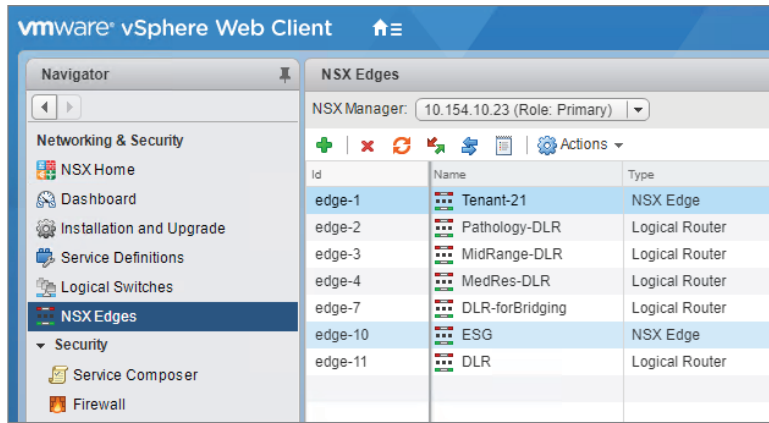 vmware® vSphere Web Client
Navigator
Networking & Security
NSX Home
Dashboard
Installation and Upgrade
Service Definitions
Logical Switches
NSX Edges
Security
Service Composer
Firewall
NSX Edges
NSX Manager: 10.154.10.23 (Role: Primary)
Actions
Id Name Type
edge-1 Tenant-21 NSX Edge
edge-2 Pathology-DLR Logical Router
edge-3 MidRange-DLR Logical Router
edge-4 MedRes-DLR Logical Router
edge-7 DLR-forBridging Logical Router
edge-10 ESG NSX Edge
edge-11 DLR Logical Router